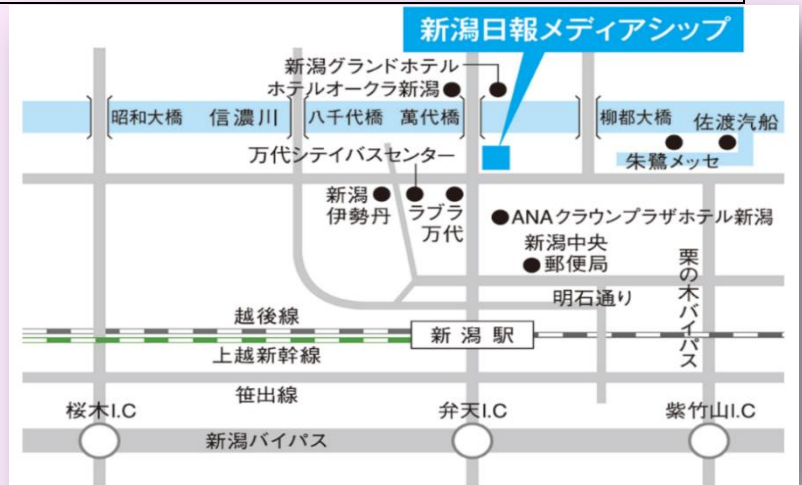 新潟日報メディアシップ
新潟グランドホテル
ホテルオークラ新潟
昭和大橋
信濃川
八千代橋
萬代橋
柳都大橋
佐渡汽船
朱鷺メッセ
万代シテイバスセンター
新潟
伊勢丹
ラブラ
万代
ANAクラウンプラザホテル新潟
新潟中央
郵便局
栗の木バイパス
明石通り
越後線
新潟駅
上越新幹線
笹出線
桜木I.C
弁天I.C
紫竹山I.C
新潟バイパス